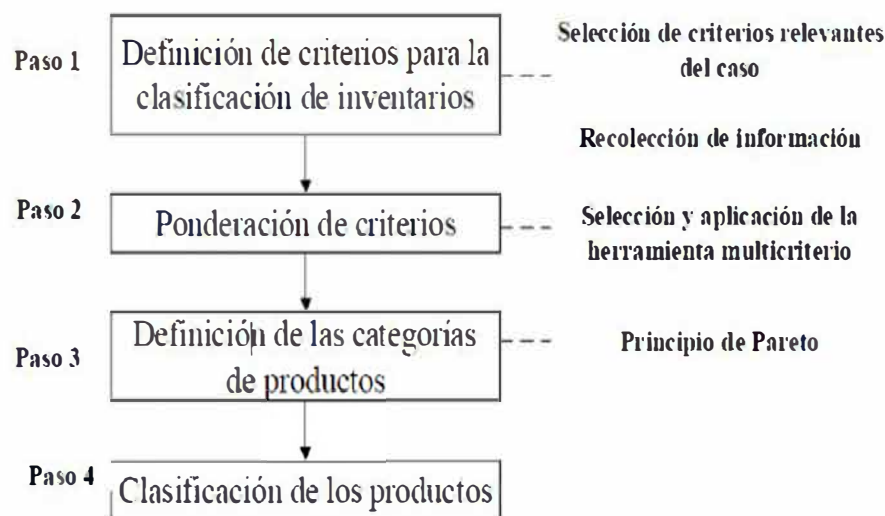 Paso 1
Definición de criterios para la
clasificación de inventarios
Selección de criterios relevantes
del caso
Recolección de información
Paso 2
Ponderación de criterios
Selección y aplicación de la
herramienta multicriterio
Paso 3
Definición de las categorías
de productos
Principio de Pareto
Paso 4
Clasificación de los productos